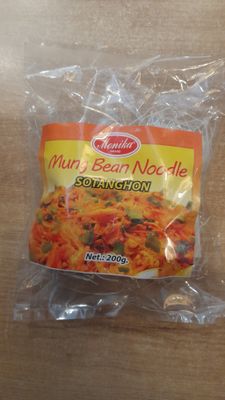 Monika
Mung Bean Noodle
SOTANGHON
Net.: 200g.